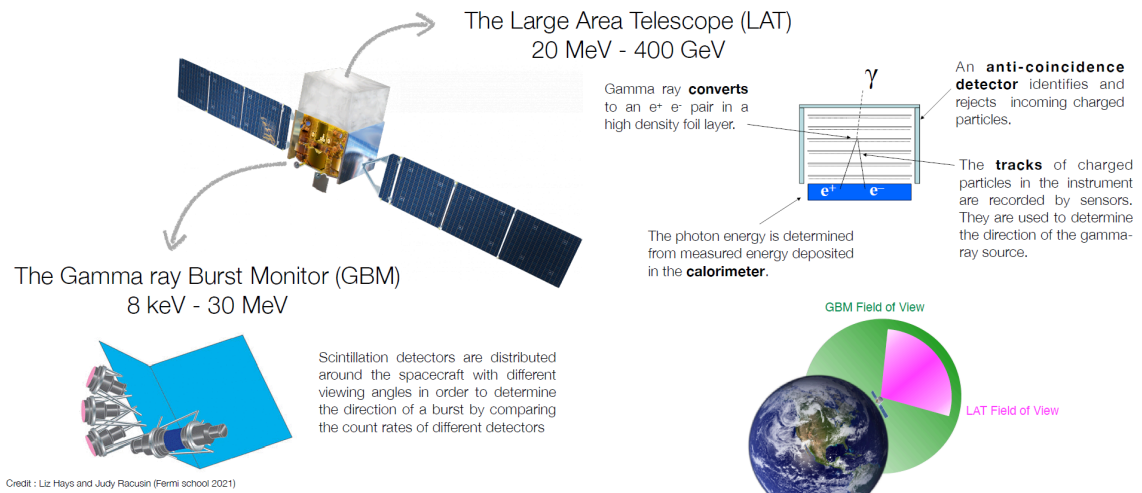 The Large Area Telescope (LAT)
20 MeV - 400 GeV
Gamma ray converts
to an e+ e- pair in a
high density foil layer.
γ
An anti-coincidence
detector identifies and
rejects incoming charged
particles.
The tracks of charged
particles in the instrument
are recorded by sensors.
They are used to determine
the direction of the gamma-
ray source.
e+ e−
The photon energy is determined
from measured energy deposited
in the calorimeter.
The Gamma ray Burst Monitor (GBM)
8 keV - 30 MeV
Scintillation detectors are distributed
around the spacecraft with different
viewing angles in order to determine
the direction of a burst by comparing
the count rates of different detectors
GBM Field of View
LAT Field of View
Credit : Liz Hays and Judy Racusin (Fermi school 2021)